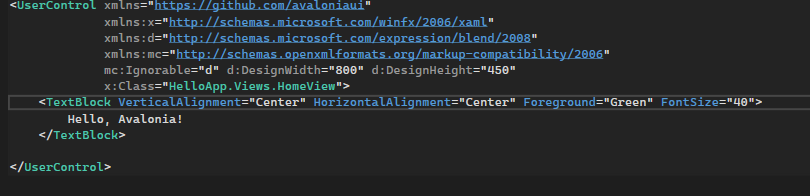 <UserControl xmlns="https://github.com/avaloniaui"
xmlns:x="http://schemas.microsoft.com/winfx/2006/xaml"
xmlns:d="http://schemas.microsoft.com/expression/blend/2008"
xmlns:mc="http://schemas.openxmlformats.org/markup-compatibility/2006"
mc:Ignorable="d" d:DesignWidth="800" d:DesignHeight="450"
x:Class="HelloApp.Views.HomeView">
<TextBlock VerticalAlignment="Center" HorizontalAlignment="Center" Foreground="Green" FontSize="40">
Hello, Avalonia!
</TextBlock>
</UserControl>